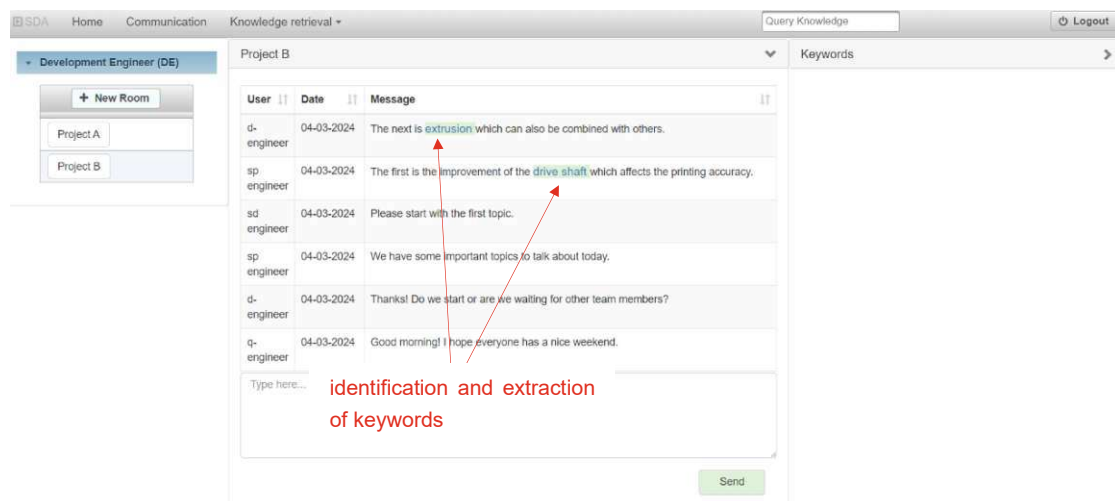 SDA Home Communication Knowledge retrieval Query Knowledge Logout
Development Engineer (DE)
+ New Room
Project A
Project B
Project B
Keywords
User Date Message
d-engineer 04-03-2024 The next is extrusion which can also be combined with others.
sp engineer 04-03-2024 The first is the improvement of the drive shaft which affects the printing accuracy.
sd engineer 04-03-2024 Please start with the first topic.
sp engineer 04-03-2024 We have some important topics to talk about today.
d-engineer 04-03-2024 Thanks! Do we start or are we waiting for other team members?
q-engineer 04-03-2024 Good morning! I hope everyone has a nice weekend.
Type here...
identification and extraction
of keywords
Send